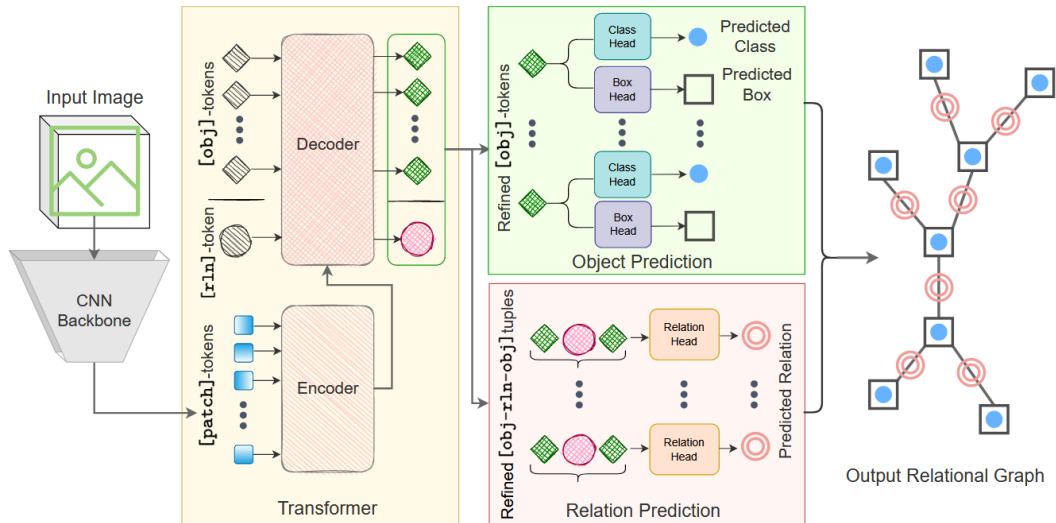 Input Image
CNN
Backbone
[obj]-tokens
[rln]-token
[patch]-tokens
Decoder
Encoder
Transformer
Refined [obj]-tokens
Class
Head
Predicted
Class
Box
Head
Predicted
Box
Class
Head
Box
Head
Object Prediction
Refined [obj-rln-obj]tuples
Relation
Head
Relation
Head
Predicted Relation
Relation Prediction
Output Relational Graph